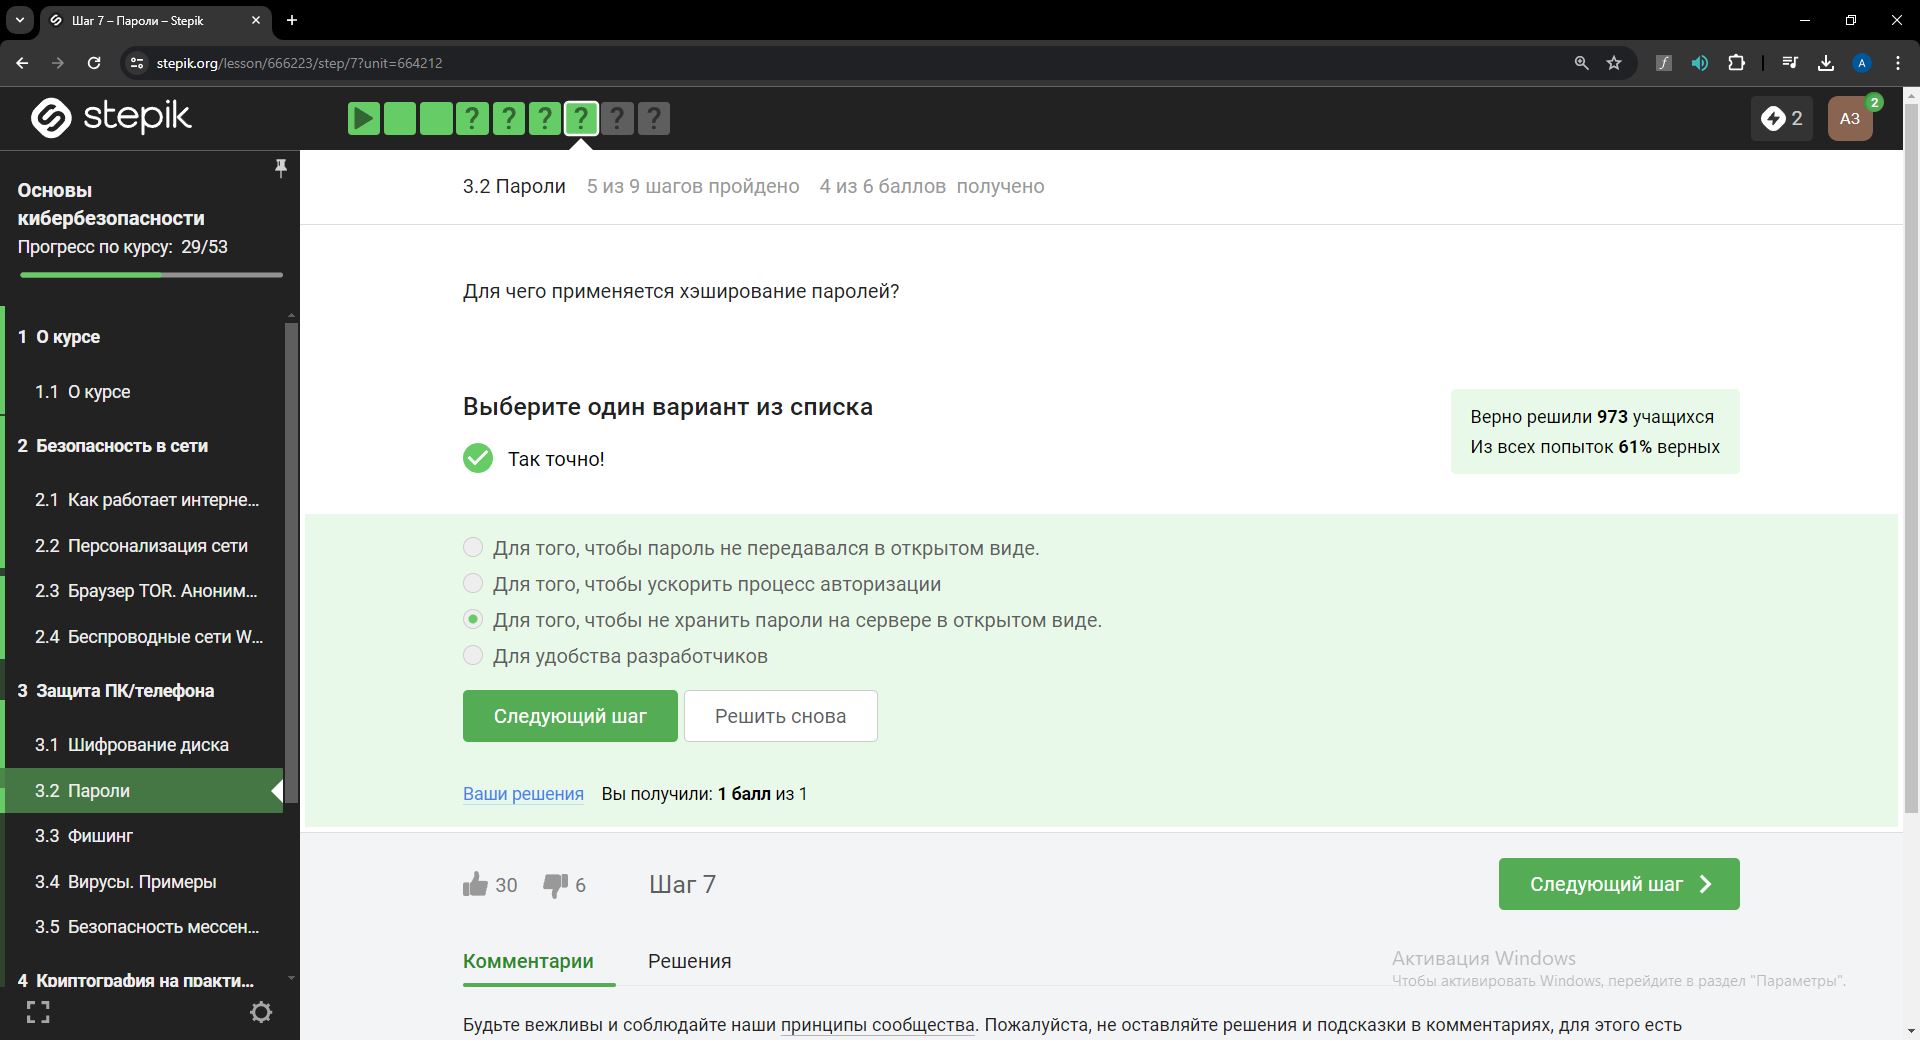 Шаг 7 – Пароли – Stepik
stepik.org/lesson/666223/step/7?unit=664212
A
stepik
? ? ? ? ? ?
2
АЗ
2
Основы
кибербезопасности
Прогресс по курсу: 29/53
1 О курсе
1.1 О курсе
2 Безопасность в сети
2.1 Как работает интерне...
2.2 Персонализация сети
2.3 Браузер TOR. Аноним...
2.4 Беспроводные сети W...
3 Защита ПК/телефона
3.1 Шифрование диска
3.2 Пароли
3.3 Фишинг
3.4 Вирусы. Примеры
3.5 Безопасность мессен...
4 Криптография на практи...
3.2 Пароли 5 из 9 шагов пройдено 4 из 6 баллов получено
Для чего применяется хэширование паролей?
Выберите один вариант из списка
Так точно!
Верно решили 973 учащихся
Из всех попыток 61% верных
Для того, чтобы пароль не передавался в открытом виде.
Для того, чтобы ускорить процесс авторизации
Для того, чтобы не хранить пароли на сервере в открытом виде.
Для удобства разработчиков
Следующий шаг
Решить снова
Ваши решения Вы получили: 1 балл из 1
30 6 Шаг 7
Следующий шаг
Комментарии Решения
Активация Windows
Чтобы активировать Windows, перейдите в раздел "Параметры".
Будьте вежливы и соблюдайте наши принципы сообщества. Пожалуйста, не оставляйте решения и подсказки в комментариях, для этого есть